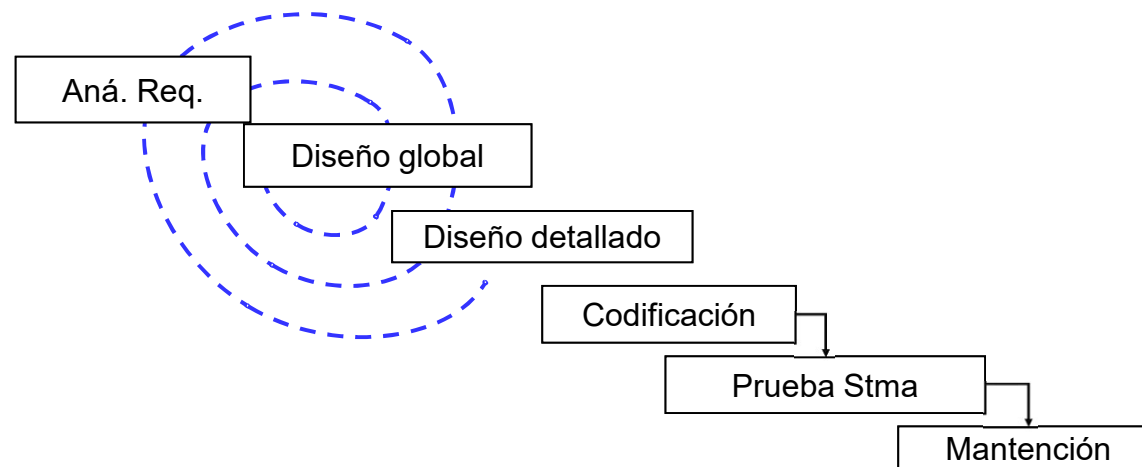 Aná. Req.
Diseño global
Diseño detallado
Codificación
Prueba Stma
Mantención